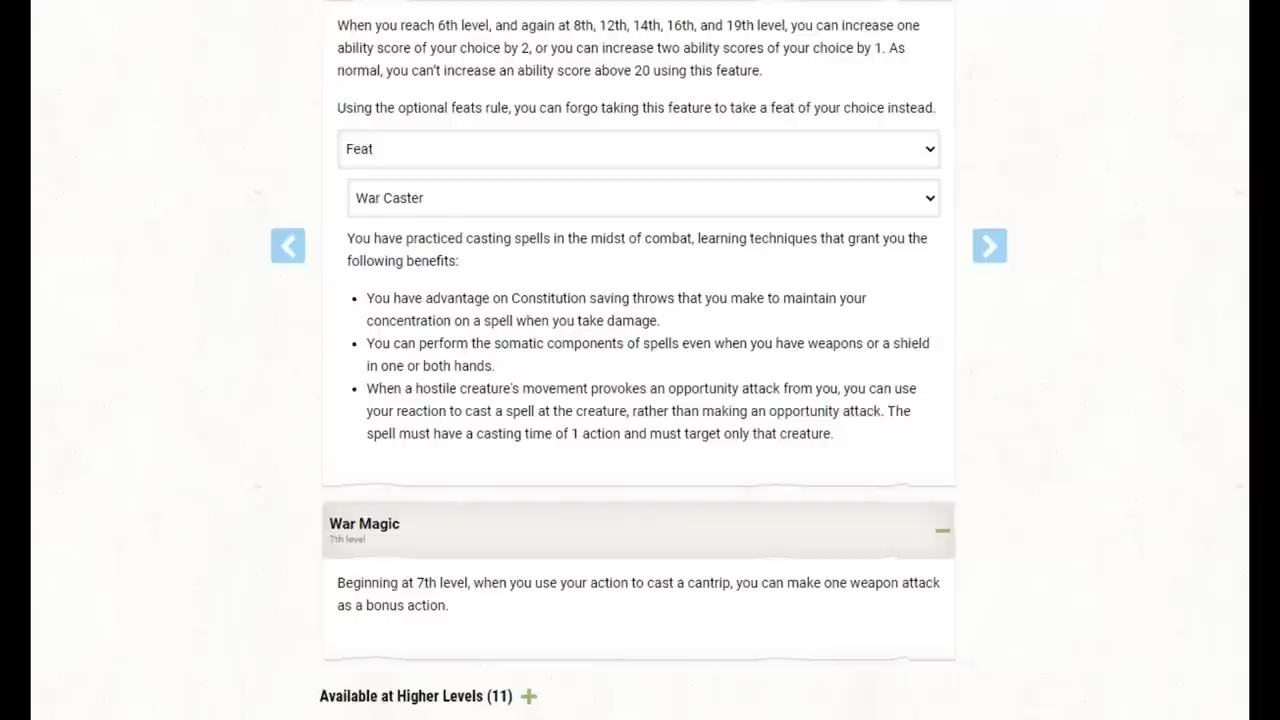 When you reach 6th level, and again at 8th, 12th, 14th, 16th, and 19th level, you can increase one
ability score of your choice by 2, or you can increase two ability scores of your choice by 1. As
normal, you can't increase an ability score above 20 using this feature.
Using the optional feats rule, you can forgo taking this feature to take a feat of your choice instead.
Feat
War Caster
You have practiced casting spells in the midst of combat, learning techniques that grant you the
following benefits:
• You have advantage on Constitution saving throws that you make to maintain your
concentration on a spell when you take damage.
• You can perform the somatic components of spells even when you have weapons or a shield
in one or both hands.
• When a hostile creature's movement provokes an opportunity attack from you, you can use
your reaction to cast a spell at the creature, rather than making an opportunity attack. The
spell must have a casting time of 1 action and must target only that creature.
War Magic
7th level
Beginning at 7th level, when you use your action to cast a cantrip, you can make one weapon attack
as a bonus action.
Available at Higher Levels (11)